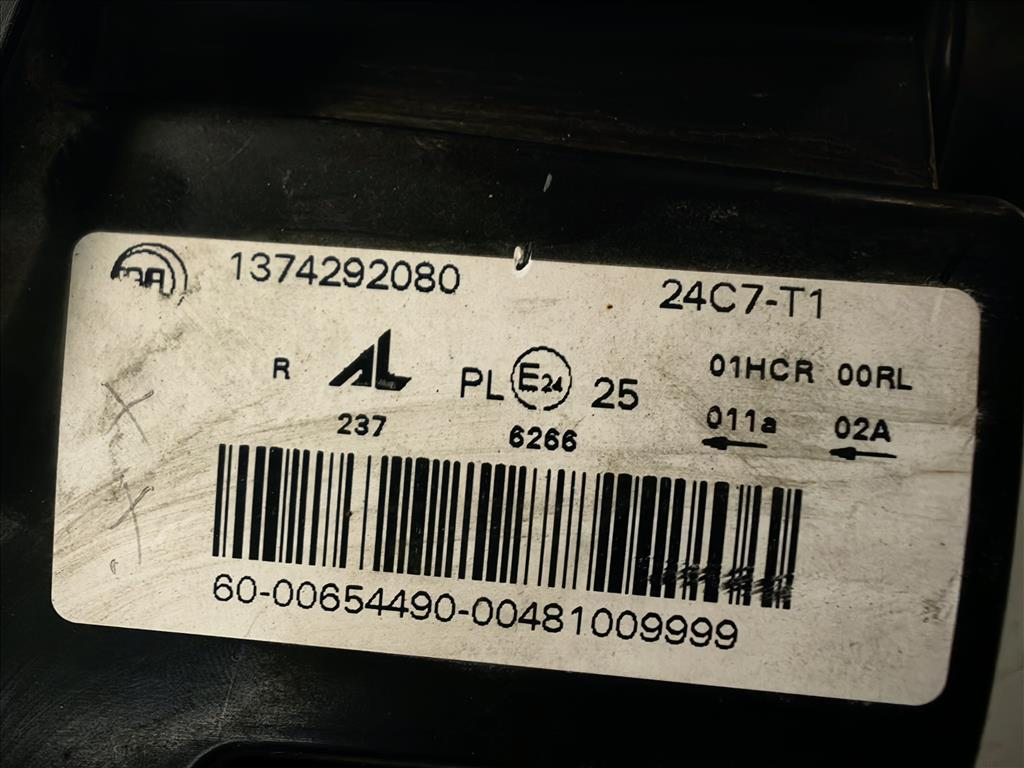 1374292080 24C7-T1
R AL PL E24 25 01HCR 00RL
237 6266 011a 02A
60-00654490-00481009999